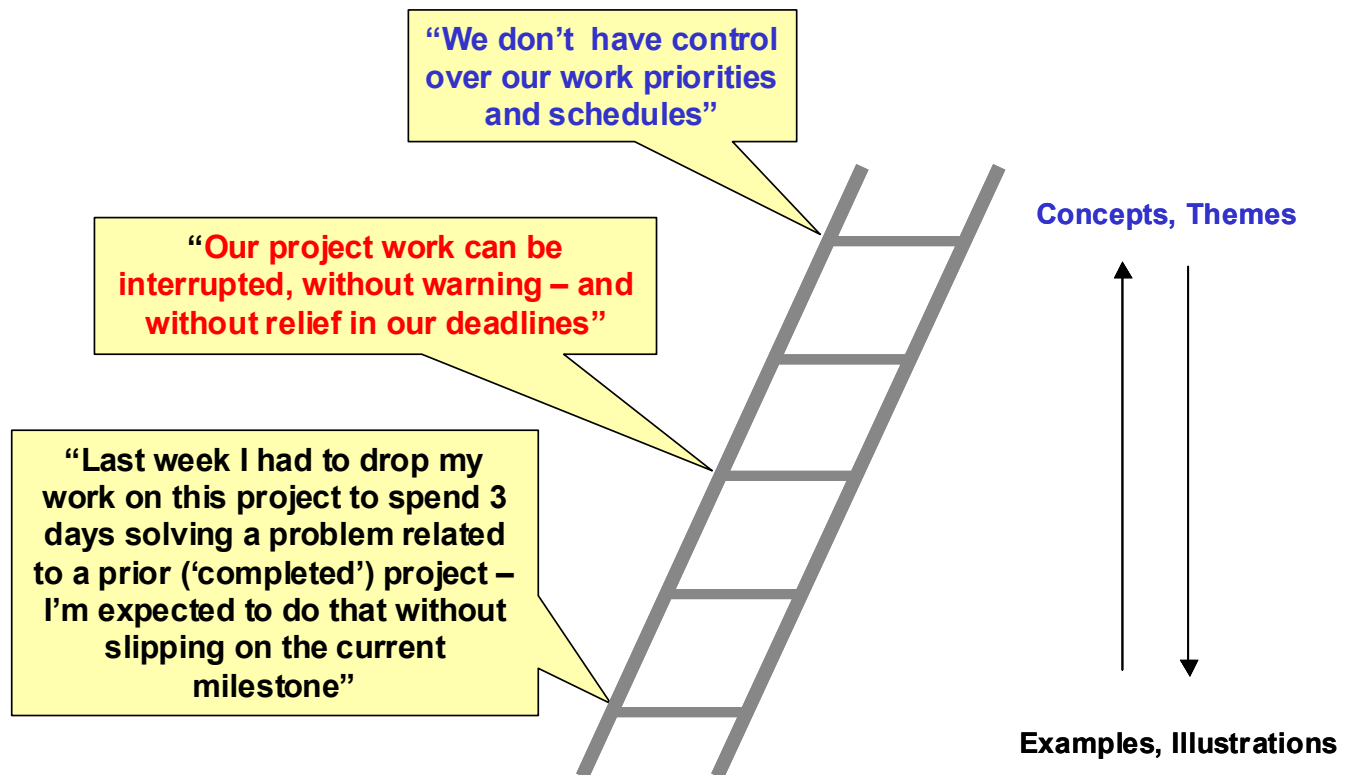 “We don’t have control
over our work priorities
and schedules”
Concepts, Themes
“Our project work can be
interrupted, without warning – and
without relief in our deadlines”
“Last week I had to drop my
work on this project to spend 3
days solving a problem related
to a prior (‘completed’) project –
I’m expected to do that without
slipping on the current
milestone”
Examples, Illustrations